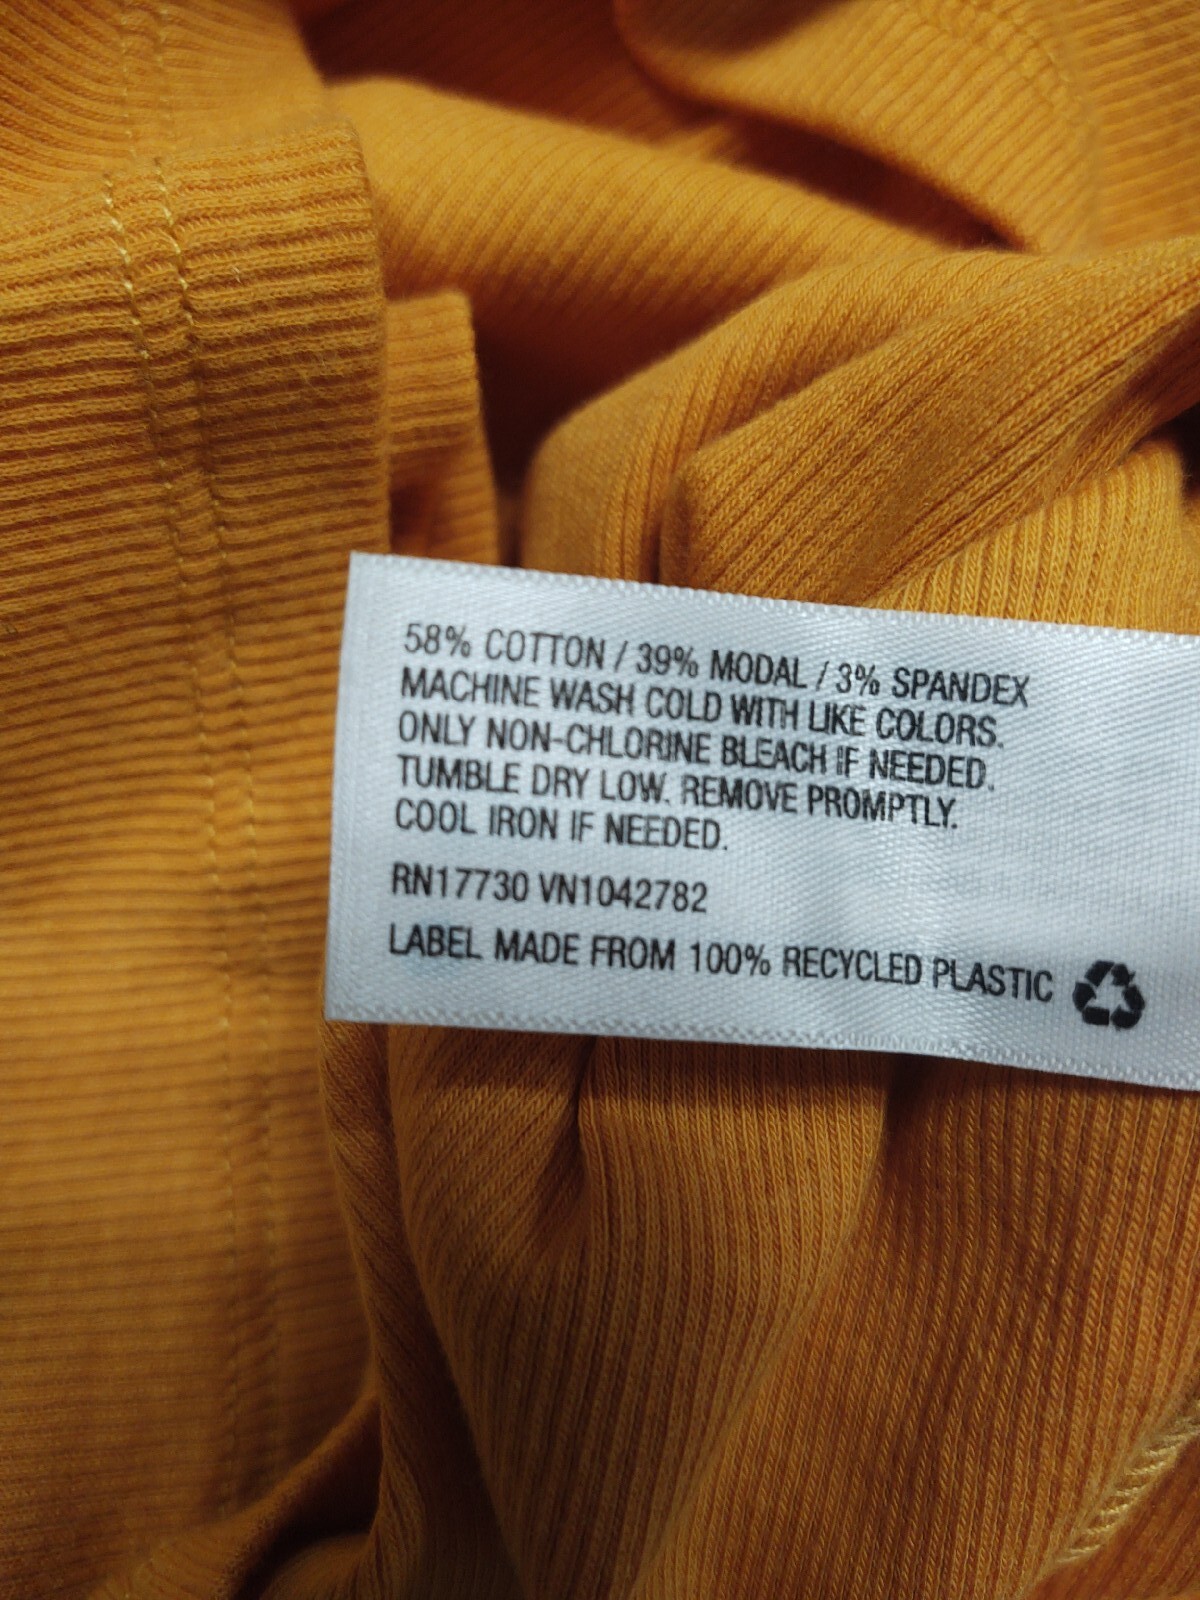 58% COTTON / 39% MODAL / 3% SPANDEX
MACHINE WASH COLD WITH LIKE COLORS.
ONLY NON-CHLORINE BLEACH IF NEEDED.
TUMBLE DRY LOW. REMOVE PROMPTLY.
COOL IRON IF NEEDED.
RN17730 VN1042782
LABEL MADE FROM 100% RECYCLED PLASTIC